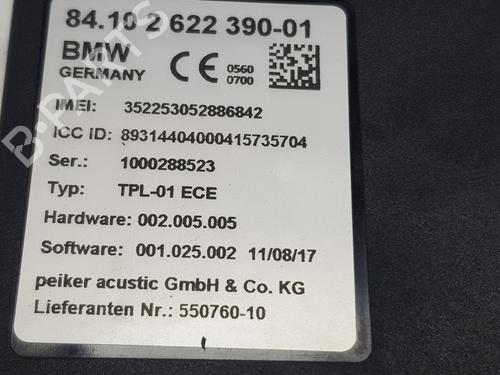 84.10 2 622 390-01
BMW
GERMANY
CE 0560
0700
IMEI: 352253052886842
ICC ID: 89314404000415735704
Ser.: 1000288523
Typ: TPL-01 ECE
Hardware: 002.005.005
Software: 001.025.002 11/08/17
peiker acustic GmbH & Co. KG
Lieferanten Nr.: 550760-10
B-PARTS